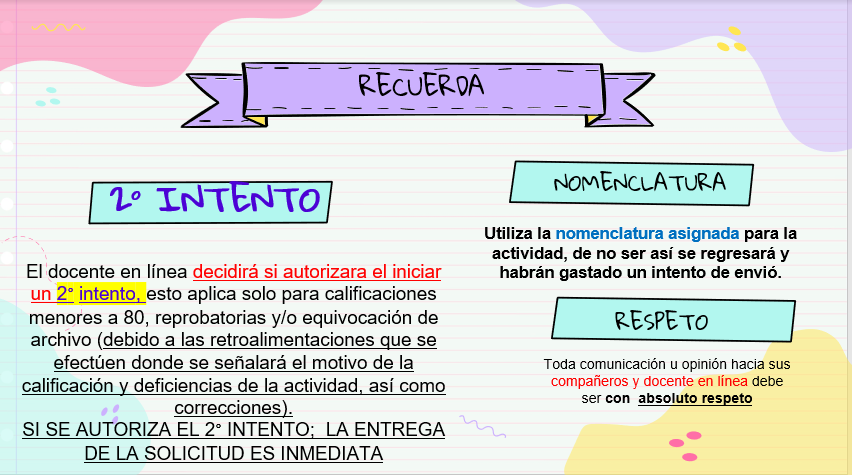 RECUERDA
2° INTENTO
El docente en línea decidirá si autorizara el iniciar
un 2° intento, esto aplica solo para calificaciones
menores a 80, reprobatorias y/o equivocación de
archivo (debido a las retroalimentaciones que se
efectúen donde se señalará el motivo de la
calificación y deficiencias de la actividad, así como
correcciones).
SI SE AUTORIZA EL 2° INTENTO;  LA ENTREGA
DE LA SOLICITUD ES INMEDIATA
NOMENCLATURA
Utiliza la nomenclatura asignada para la
actividad, de no ser así se regresará y
habrán gastado un intento de envió.
RESPETO
Toda comunicación u opinión hacia sus
compañeros y docente en línea debe
ser con  absoluto respeto